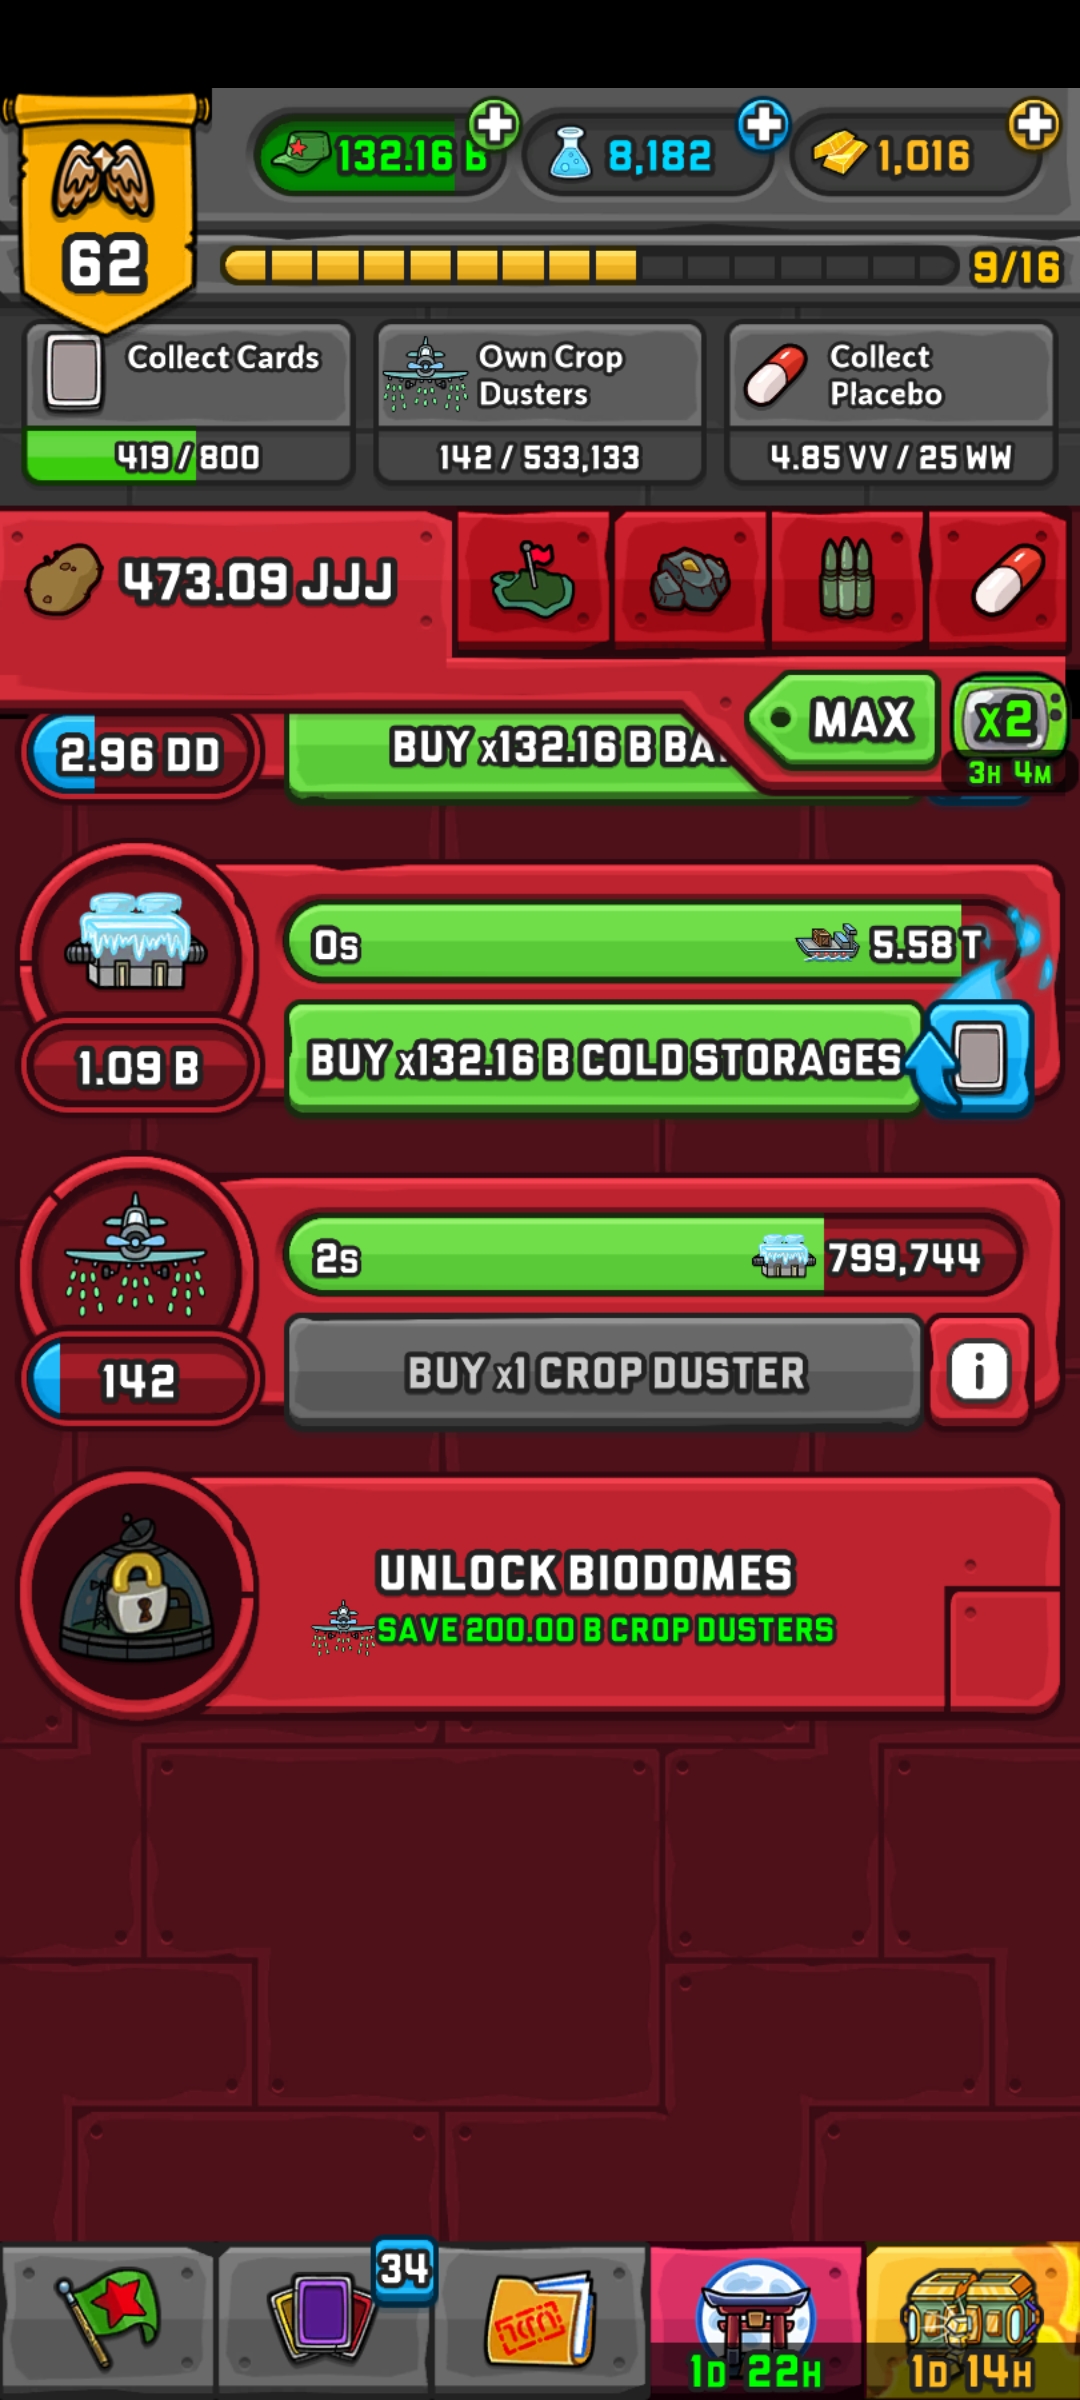 132.16 B
8,182
1,016
62
9/16
Collect Cards
419 / 800
Own Crop
Dusters
142 / 533,133
Collect
Placebo
4.85 VV / 25 WW
473.09 JJJ
MAX
x2
3H 4M
2.96 DD
BUY x132.16 B BA
0s
5.58 T
1.09 B
BUY x132.16 B COLD STORAGES
2s
799,744
142
BUY x1 CROP DUSTER
i
UNLOCK BIODOMES
SAVE 200.00 B CROP DUSTERS
34
1D 22H
1D 14H